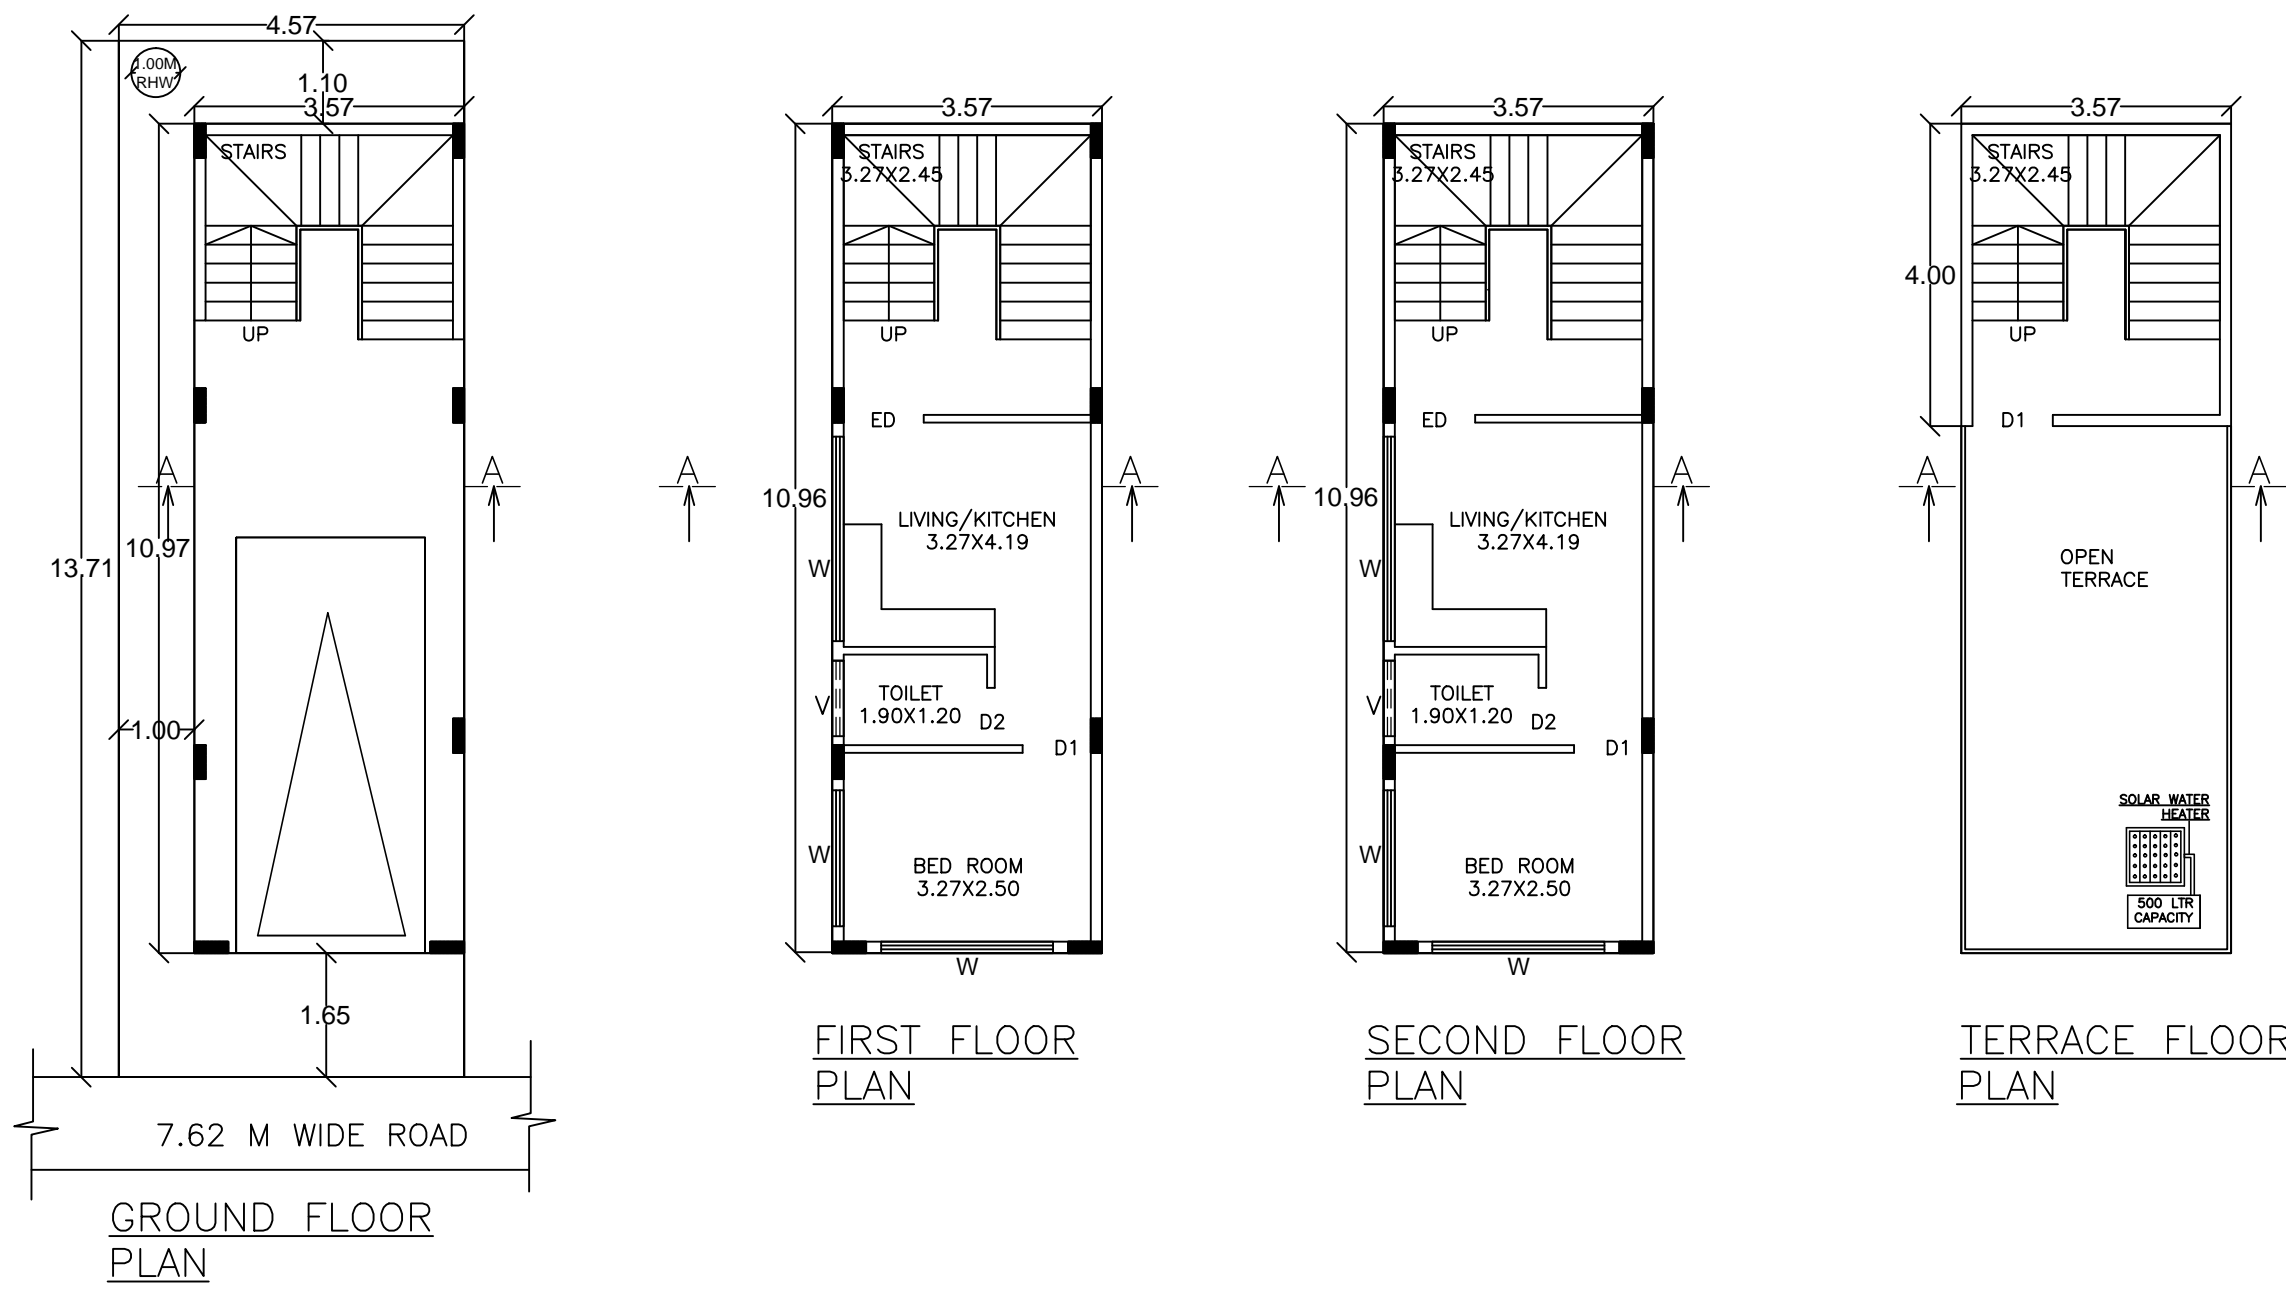 4.57
1.00M
RHW
1.10
3.57
STAIRS
UP
A
A
10.97
13.71
1.00
1.65
7.62 M WIDE ROAD
GROUND FLOOR
PLAN
3.57
STAIRS
3.27X2.45
UP
ED
A
A
10.96
LIVING/KITCHEN
3.27X4.19
W
TOILET
1.90X1.20
V
D2
D1
W
BED ROOM
3.27X2.50
W
FIRST FLOOR
PLAN
3.57
STAIRS
3.27X2.45
UP
ED
A
A
10.96
LIVING/KITCHEN
3.27X4.19
W
TOILET
1.90X1.20
V
D2
D1
W
BED ROOM
3.27X2.50
W
SECOND FLOOR
PLAN
3.57
STAIRS
3.27X2.45
4.00
UP
D1
A
A
OPEN
TERRACE
SOLAR WATER
HEATER
500 LTR
CAPACITY
TERRACE FLOOR
PLAN